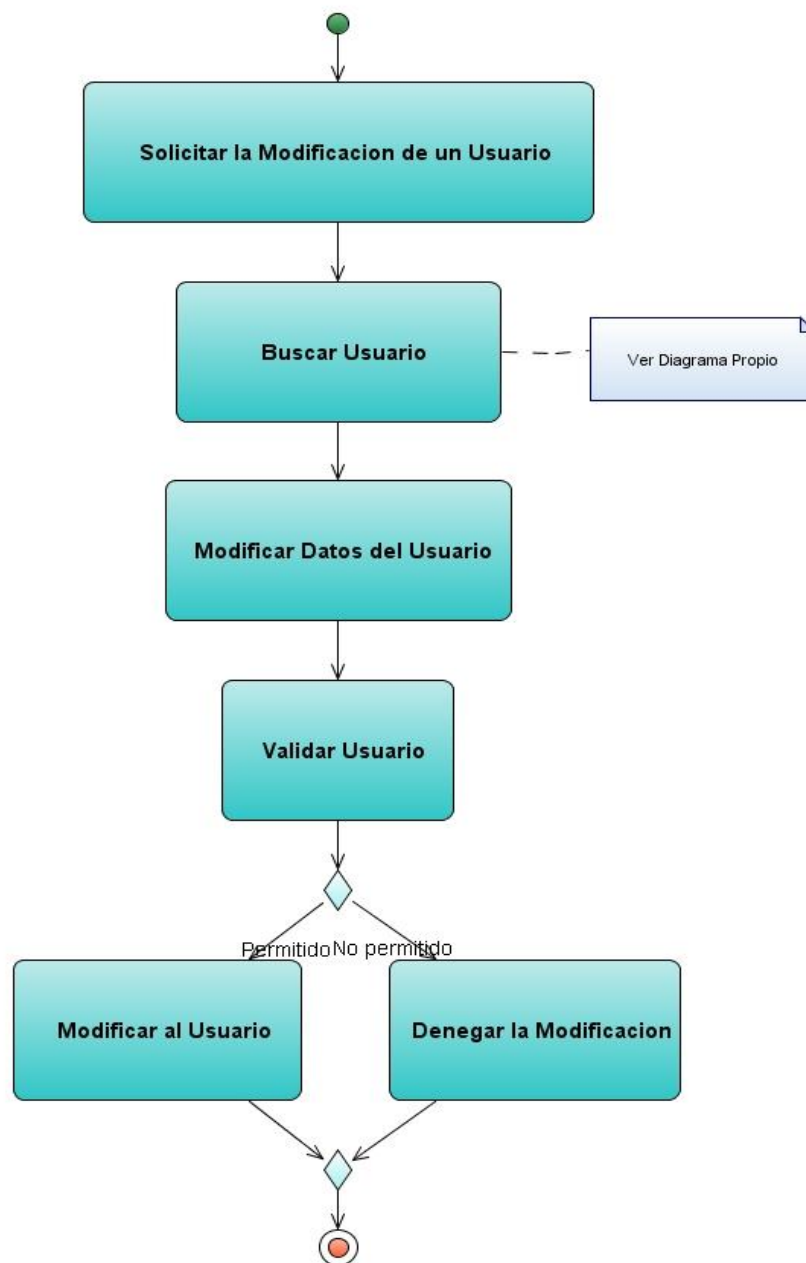 Solicitar la Modificacion de un Usuario
Buscar Usuario
Ver Diagrama Propio
Modificar Datos del Usuario
Validar Usuario
Permitido
No permitido
Modificar al Usuario
Denegar la Modificacion